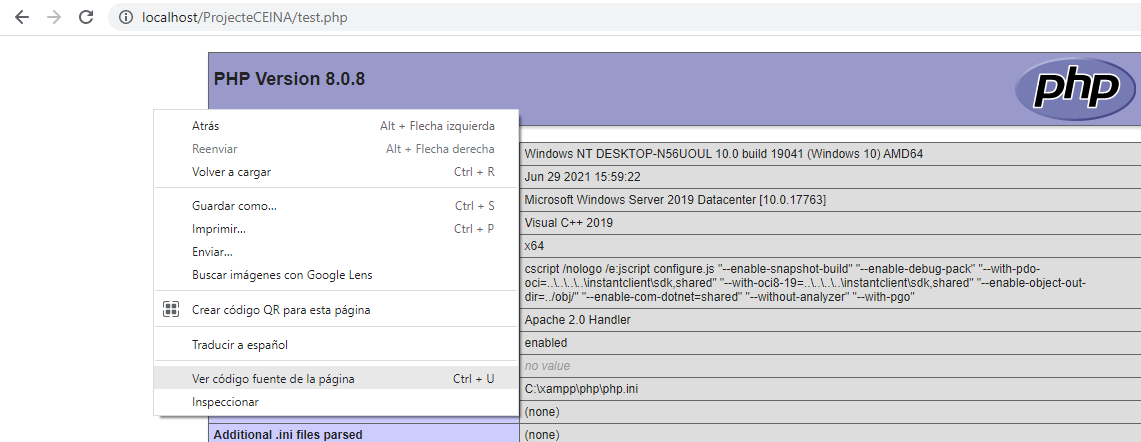 localhost/ProjecteCEINA/test.php
PHP Version 8.0.8
php
Atrás Alt + Flecha izquierda
Reenviar Alt + Flecha derecha
Volver a cargar Ctrl + R
Guardar como... Ctrl + S
Imprimir... Ctrl + P
Enviar...
Buscar imágenes con Google Lens
Crear código QR para esta página
Traducir a español
Ver código fuente de la página Ctrl + U
Inspeccionar
Windows NT DESKTOP-N56UOUL 10.0 build 19041 (Windows 10) AMD64
Jun 29 2021 15:59:22
Microsoft Windows Server 2019 Datacenter [10.0.17763]
Visual C++ 2019
x64
cscript /nologo /e:jscript configure.js "--enable-snapshot-build" "--enable-debug-pack" "--with-pdo-
oci=..\..\..\..\instantclient\sdk,shared" "--with-oci8-19=..\..\..\..\instantclient\sdk,shared" "--enable-object-out-
dir=../obj/" "--enable-com-dotnet=shared" "--without-analyzer" "--with-pgo"
Apache 2.0 Handler
enabled
no value
C:\xampp\php\php.ini
(none)
Additional .ini files parsed (none)